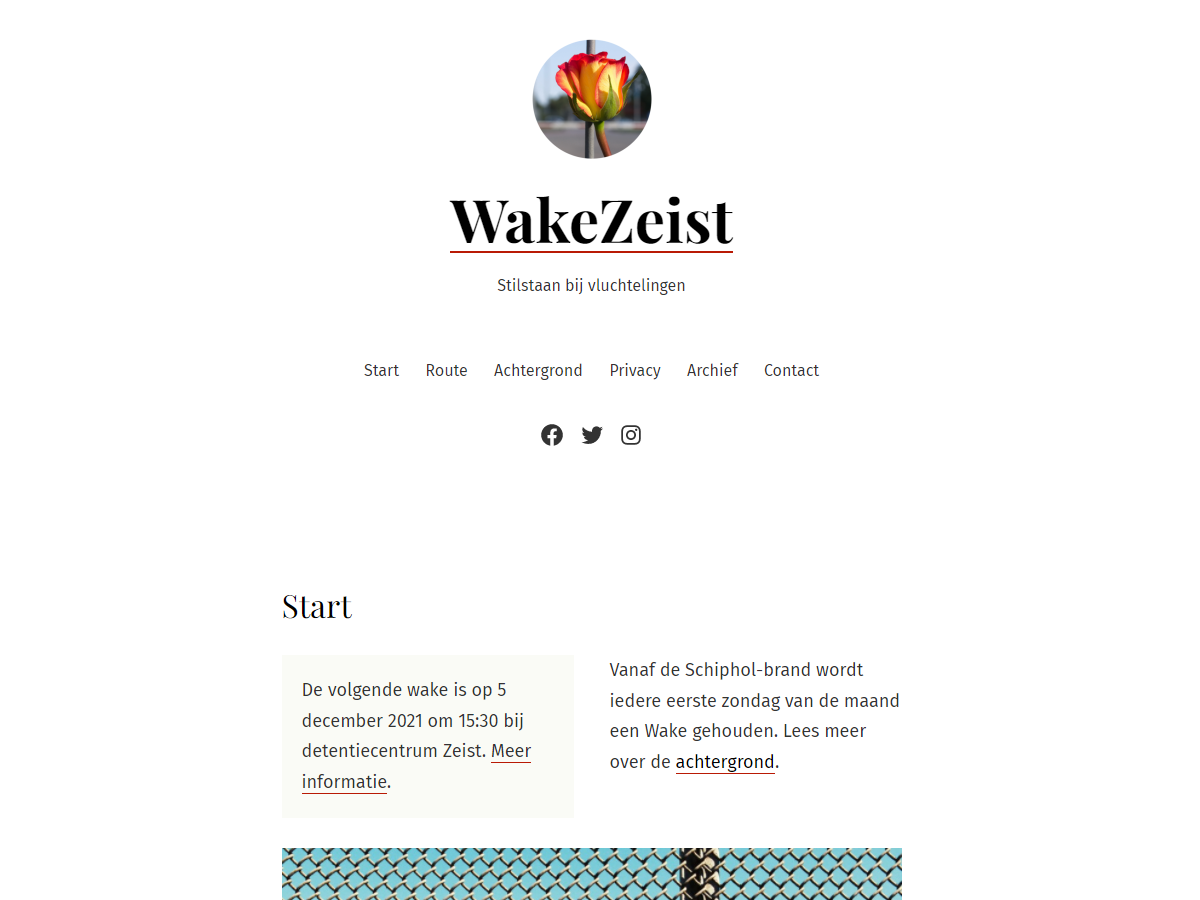 WakeZeist
Stilstaan bij vluchtelingen
Start Route Achtergrond Privacy Archief Contact
Start
De volgende wake is op 5
december 2021 om 15:30 bij
detentiecentrum Zeist. Meer
informatie.
Vanaf de Schiphol-brand wordt
iedere eerste zondag van de maand
een Wake gehouden. Lees meer
over de achtergrond.